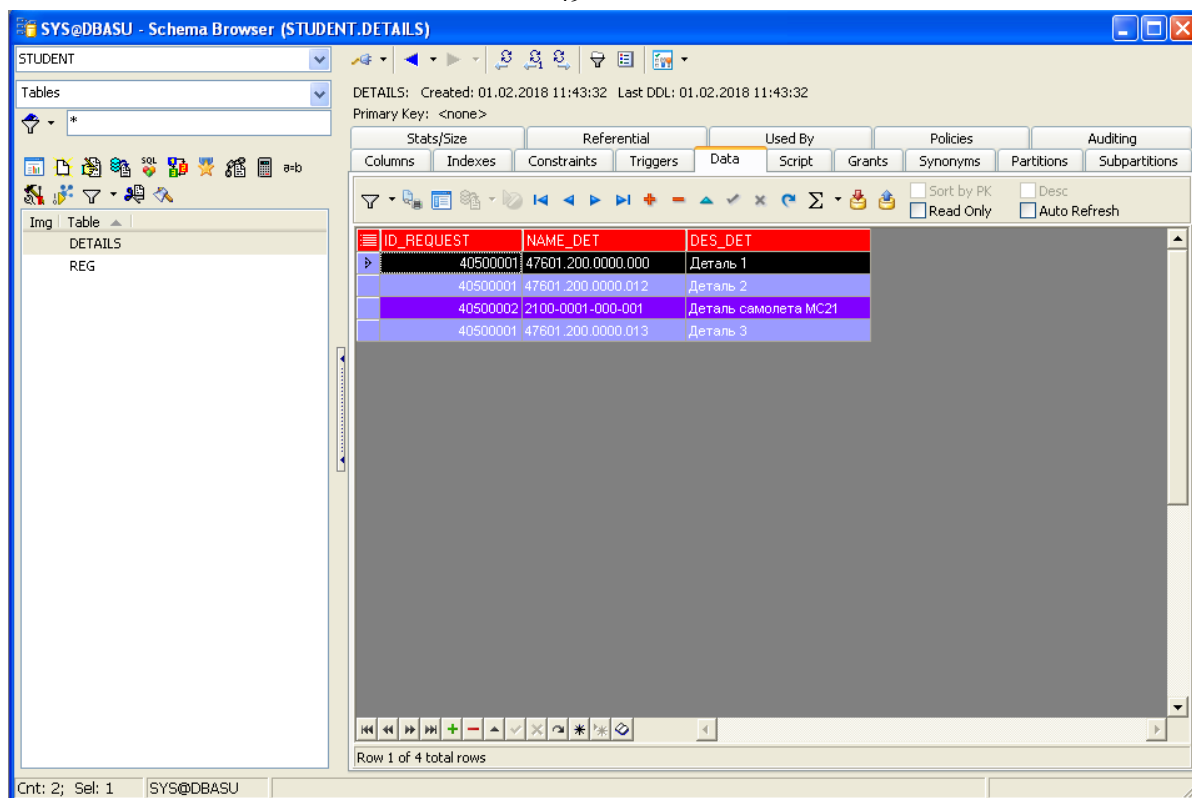 SYS@DBASU - Schema Browser (STUDENT.DETAILS)
STUDENT
Tables
*
SQL
a=b
Img Table
DETAILS
REG
DETAILS: Created: 01.02.2018 11:43:32 Last DDL: 01.02.2018 11:43:32
Primary Key: <none>
Stats/Size Referential Used By Policies Auditing
Columns Indexes Constraints Triggers Data Script Grants Synonyms Partitions Subpartitions
Sort by PK Desc
Read Only Auto Refresh
ID_REQUEST NAME_DET DES_DET
40500001 47601.200.0000.000 Деталь 1
40500001 47601.200.0000.012 Деталь 2
40500002 2100-0001-000-001 Деталь самолета МС21
40500001 47601.200.0000.013 Деталь 3
Row 1 of 4 total rows
Cnt: 2; Sel: 1 SYS@DBASU